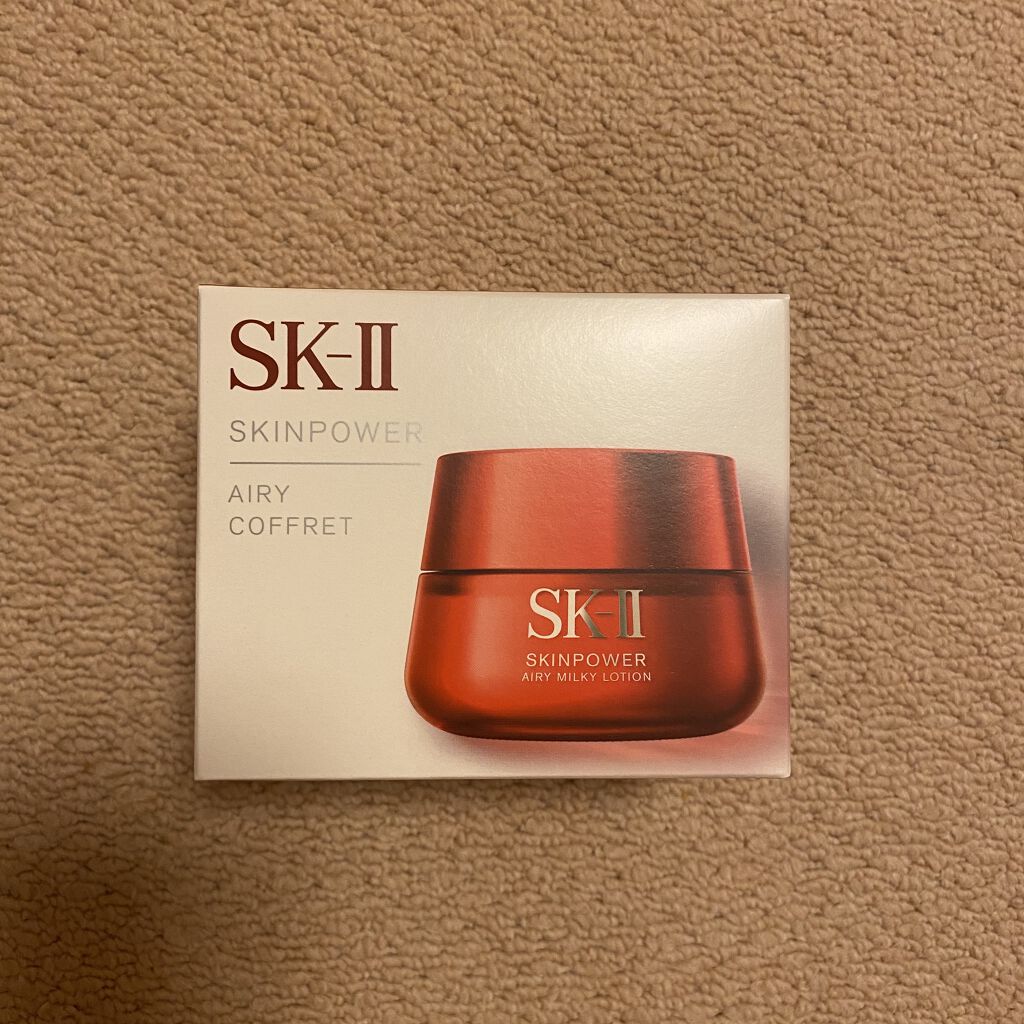 SK-II
SKINPOWER
AIRY
COFFRET
SK-II
SKINPOWER
AIRY MILKY LOTION